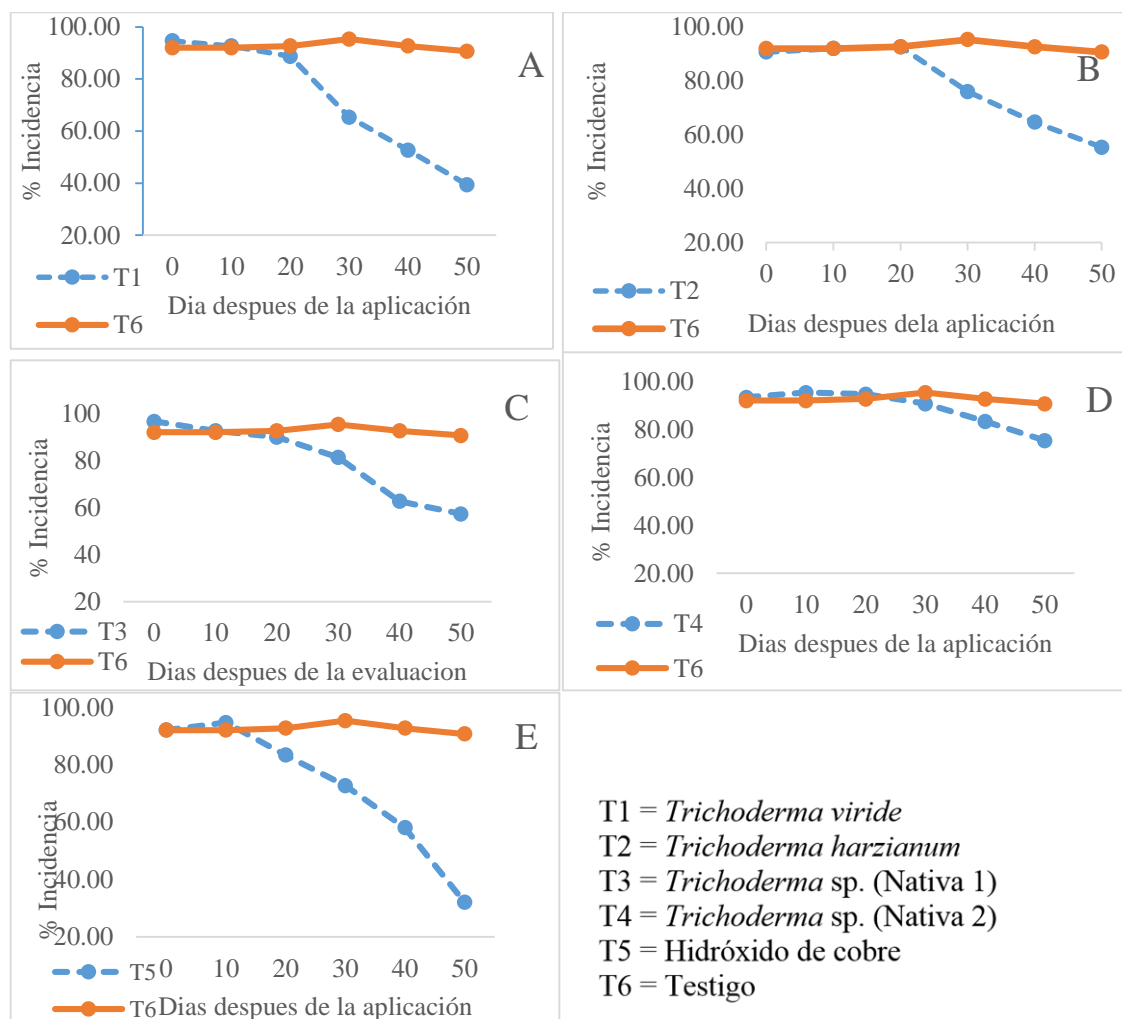 100.00
80.00
60.00
40.00
20.00
% Incidencia
A
0 10 20 30 40 50
T1
Dia despues de la aplicación
T6
100.00
80.00
60.00
40.00
20.00
% Incidencia
B
0 10 20 30 40 50
T2
T6
Dias despues dela aplicación
100
80
60
40
20
% Incidencia
C
0 10 20 30 40 50
T3
T6
Dias despues de la evaluacion
100.00
80.00
60.00
40.00
20.00
% Incidencia
D
0 10 20 30 40 50
T4
Dias despues de la aplicación
T6
100.00
80.00
60.00
40.00
20.00
% Incidencia
E
0 10 20 30 40 50
T5
T6
Dias despues de la aplicación
T1 = Trichoderma viride
T2 = Trichoderma harzianum
T3 = Trichoderma sp. (Nativa 1)
T4 = Trichoderma sp. (Nativa 2)
T5 = Hidróxido de cobre
T6 = Testigo